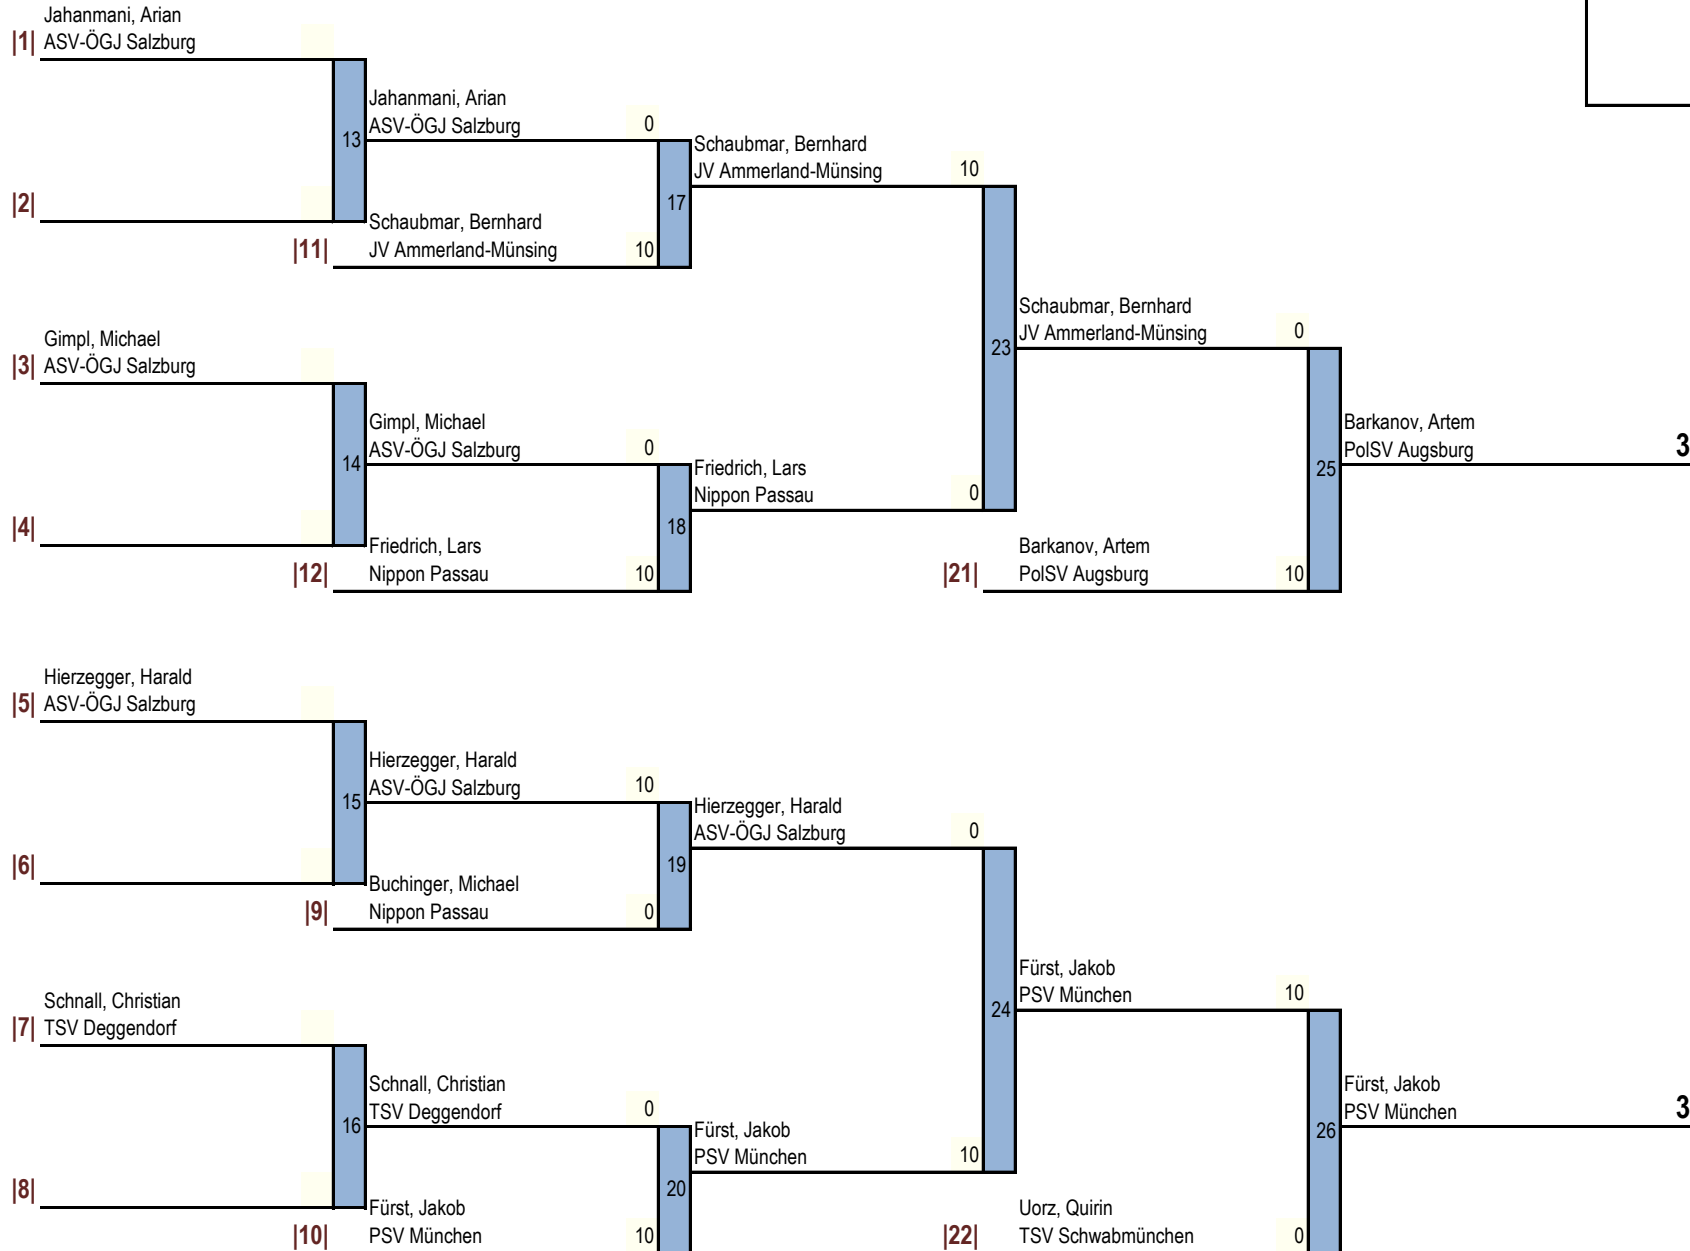 Jahanmani, Arian
|1| ASV-ÖGJ Salzburg
Jahanmani, Arian
ASV-ÖGJ Salzburg 0
13
Schaubmar, Bernhard
JV Ammerland-Münsing 10
|2|
17
Schaubmar, Bernhard
|11| JV Ammerland-Münsing 10
Schaubmar, Bernhard
JV Ammerland-Münsing 0
Gimpl, Michael
|3| ASV-ÖGJ Salzburg
23
Gimpl, Michael
ASV-ÖGJ Salzburg 0
Barkanov, Artem
PolSV Augsburg 3
14
25
Friedrich, Lars
Nippon Passau 0
|4|
18
Friedrich, Lars
|12| Nippon Passau 10
Barkanov, Artem
|21| PolSV Augsburg 10
Hierzegger, Harald
|5| ASV-ÖGJ Salzburg
Hierzegger, Harald
ASV-ÖGJ Salzburg 10
15
Hierzegger, Harald
ASV-ÖGJ Salzburg 0
|6|
19
Buchinger, Michael
|9| Nippon Passau 0
Fürst, Jakob
PSV München 10
Schnall, Christian
|7| TSV Deggendorf
24
Schnall, Christian
TSV Deggendorf 0
Fürst, Jakob
PSV München 3
16
26
Fürst, Jakob
PSV München 10
|8|
20
Fürst, Jakob
|10| PSV München 10
Uorz, Quirin
|22| TSV Schwabmünchen 0